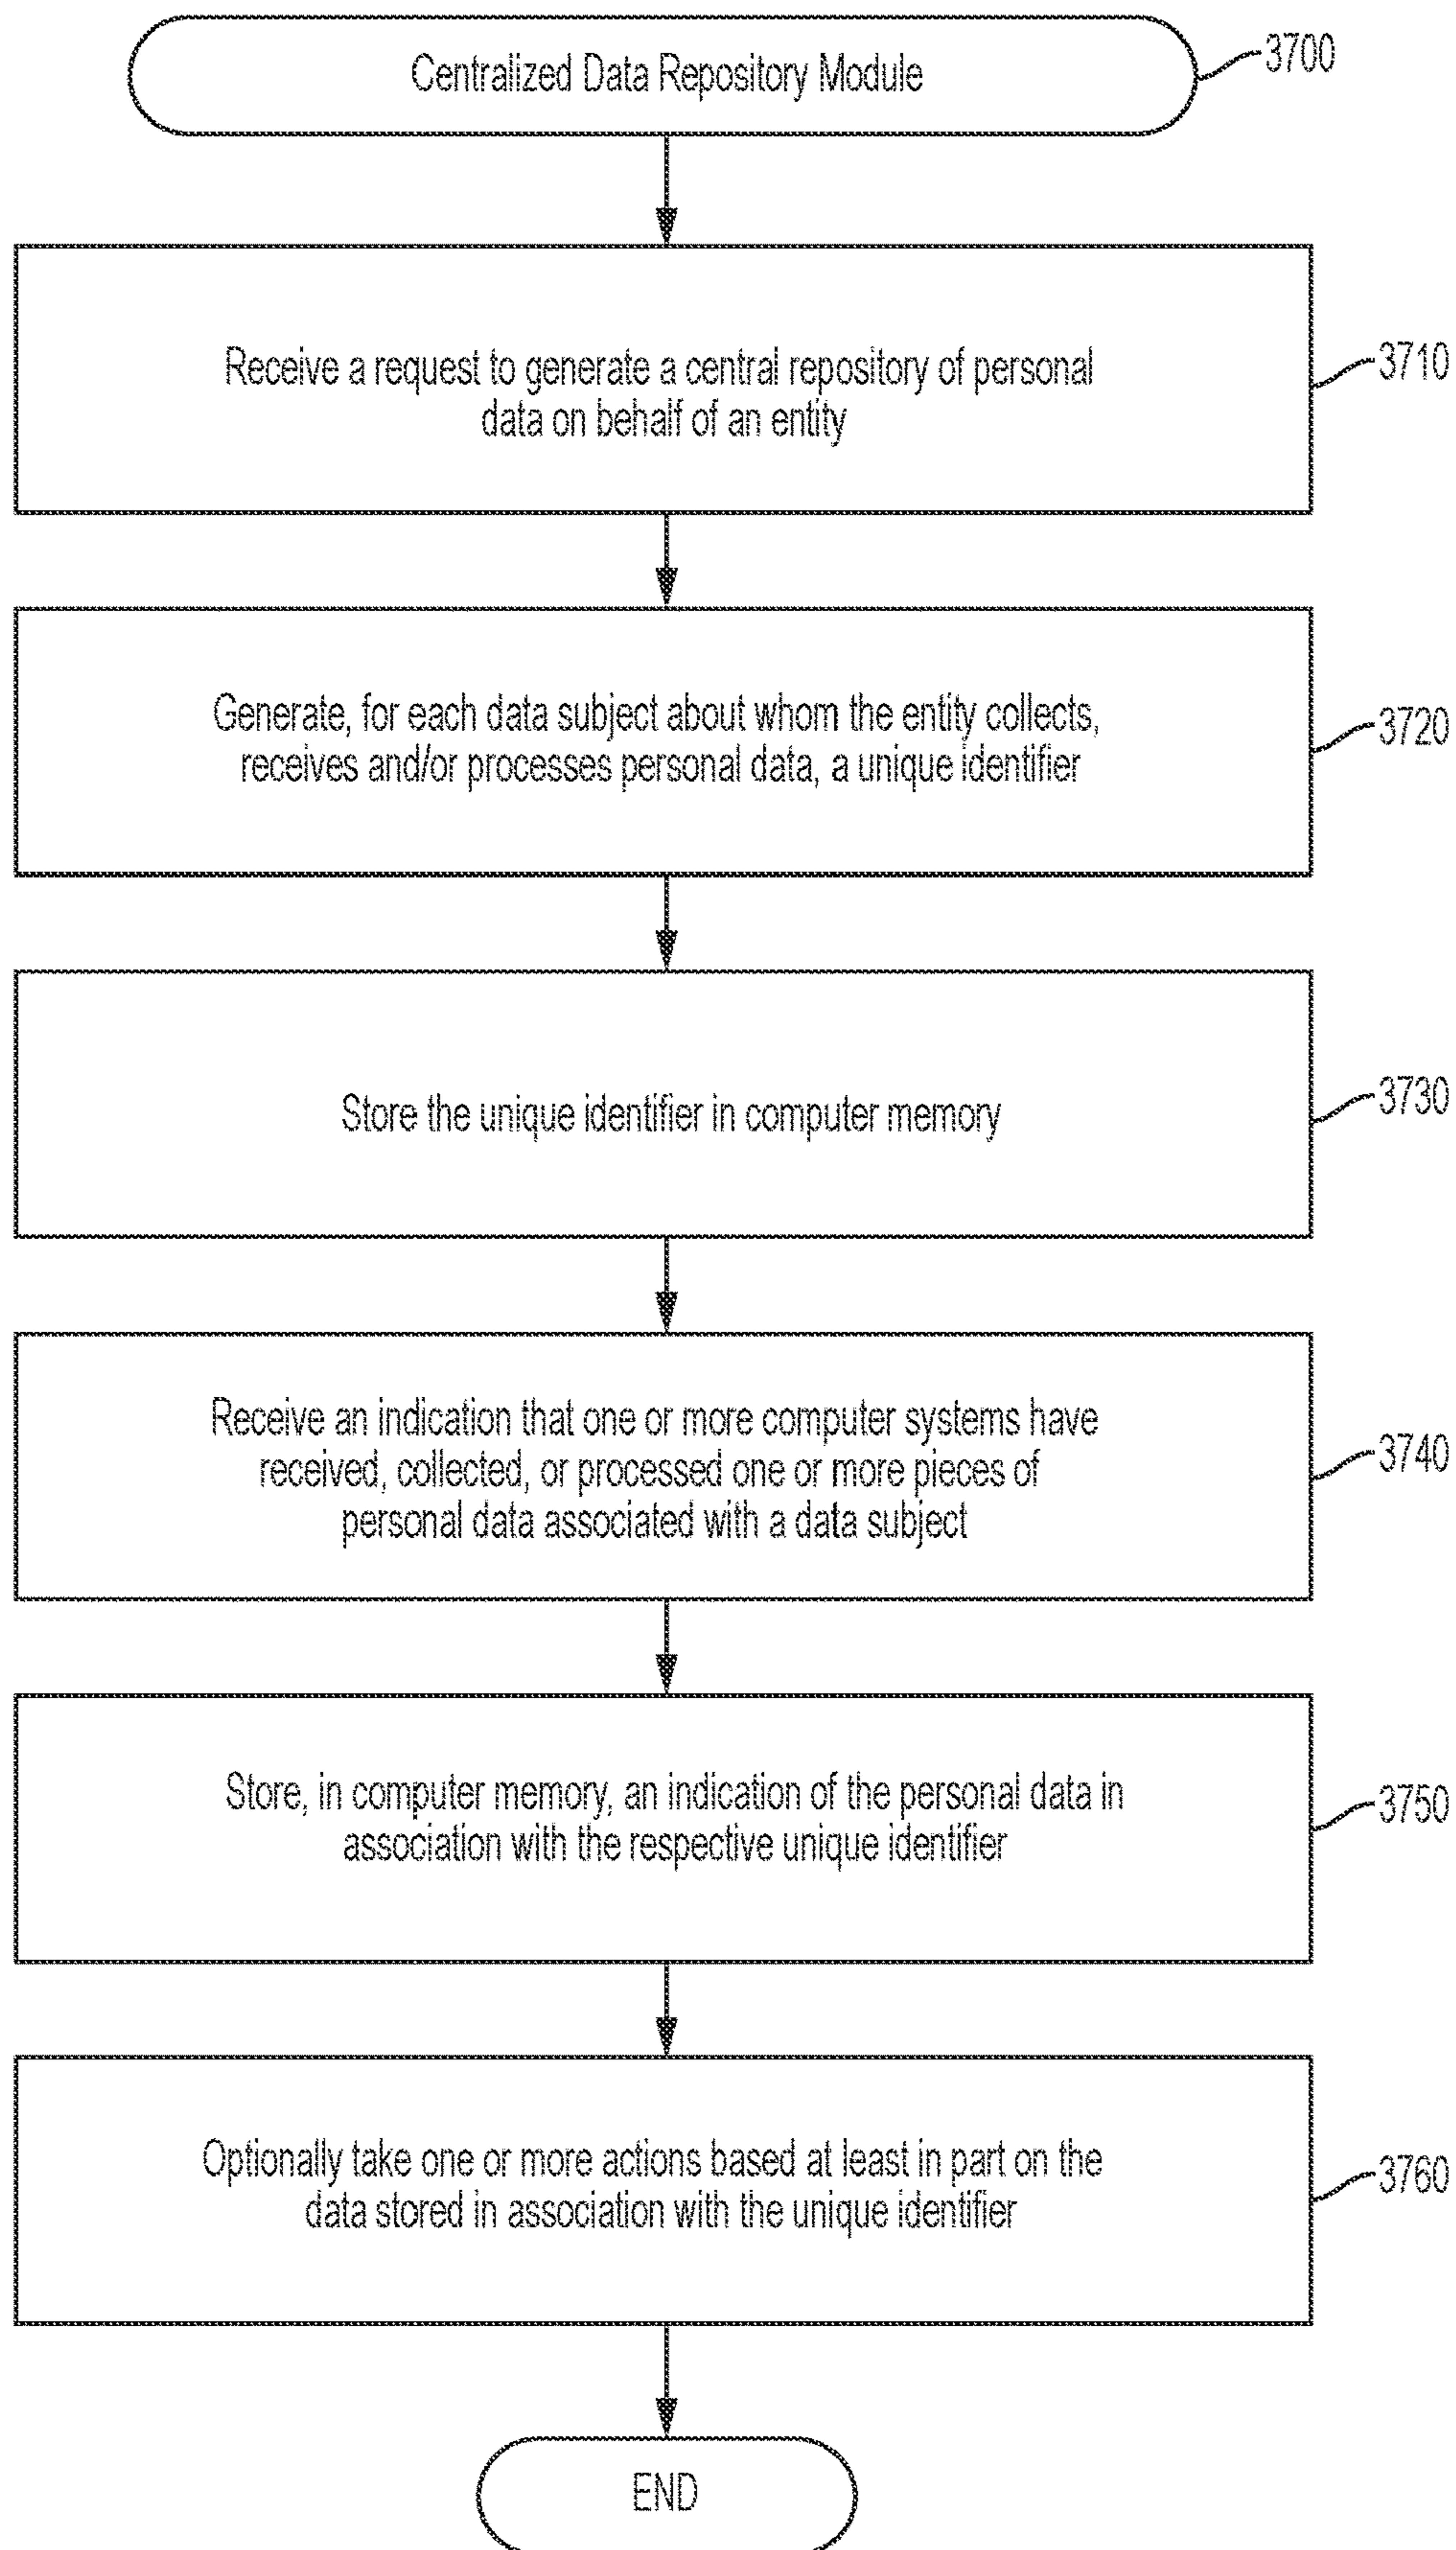 Centralized Data Repository Module
3700
Receive a request to generate a central repository of personal
data on behalf of an entity
3710
Generate, for each data subject about whom the entity collects,
receives and/or processes personal data, a unique identifier
3720
Store the unique identifier in computer memory
3730
Receive an indication that one or more computer systems have
received, collected, or processed one or more pieces of
personal data associated with a data subject
3740
Store, in computer memory, an indication of the personal data in
association with the respective unique identifier
3750
Optionally take one or more actions based at least in part on the
data stored in association with the unique identifier
3760
END